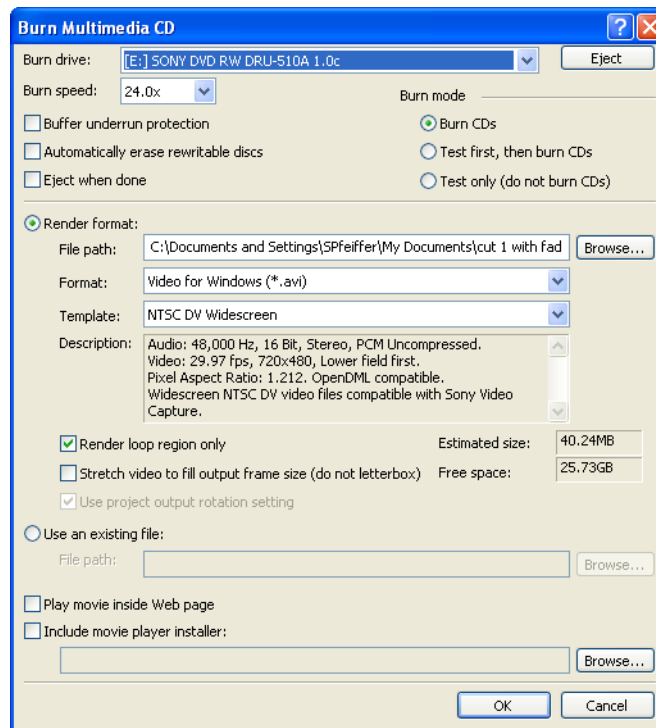 Burn Multimedia CD
Burn drive: [E:] SONY DVD RW DRU-510A 1.0c Eject
Burn speed: 24.0x Burn mode
Buffer underrun protection Burn CDs
Automatically erase rewritable discs Test first, then burn CDs
Eject when done Test only (do not burn CDs)
Render format:
File path: C:\Documents and Settings\SPfeiffer\My Documents\cut 1 with fad Browse...
Format: Video for Windows (*.avi)
Template: NTSC DV Widescreen
Description: Audio: 48,000 Hz, 16 Bit, Stereo, PCM Uncompressed.
Video: 29.97 fps, 720x480, Lower field first.
Pixel Aspect Ratio: 1.212. OpenDML compatible.
Widescreen NTSC DV video files compatible with Sony Video
Capture.
Render loop region only Estimated size: 40.24MB
Stretch video to fill output frame size (do not letterbox) Free space: 25.73GB
Use project output rotation setting
Use an existing file:
File path: Browse...
Play movie inside Web page
Include movie player installer:
Browse...
OK Cancel